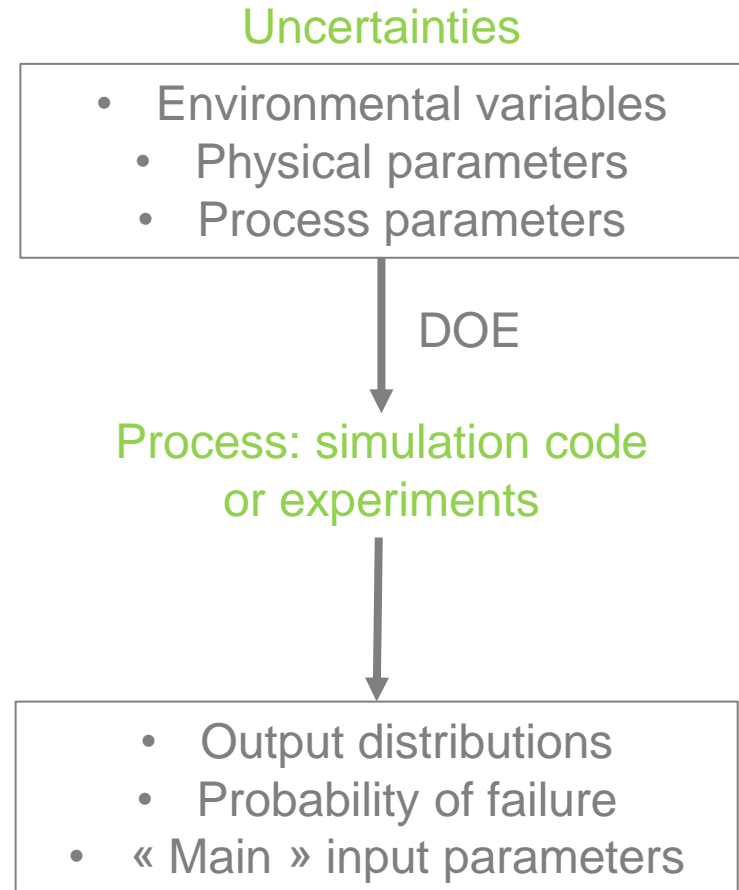 Uncertainties
• Environmental variables
• Physical parameters
• Process parameters
DOE
Process: simulation code
or experiments
• Output distributions
• Probability of failure
• « Main » input parameters